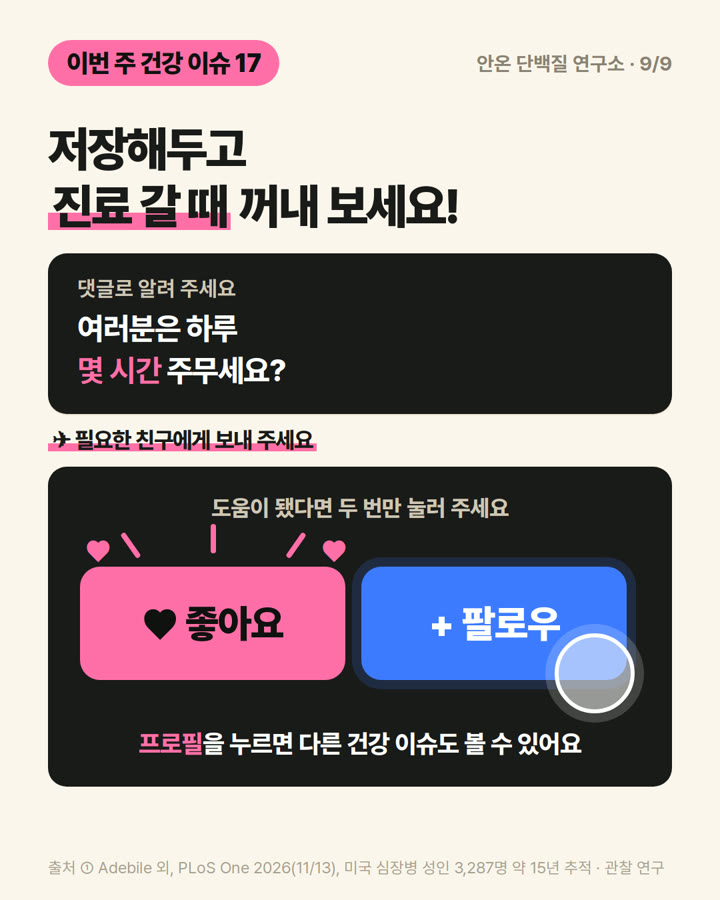 이번 주 건강 이슈 17
안온 단백질 연구소 · 9/9
저장해두고
진료 갈 때 꺼내 보세요!
댓글로 알려 주세요
여러분은 하루
몇 시간 주무세요?
✈ 필요한 친구에게 보내 주세요
도움이 됐다면 두 번만 눌러 주세요
♥ 좋아요
+ 팔로우
프로필을 누르면 다른 건강 이슈도 볼 수 있어요
출처 ① Adebile 외, PLoS One 2026(11/13), 미국 심장병 성인 3,287명 약 15년 추적 · 관찰 연구